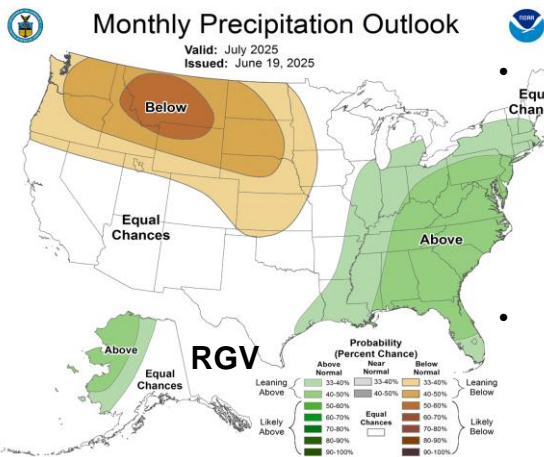 Monthly Precipitation Outlook
Valid: July 2025
Issued: June 19, 2025
NOAA
•
Equal
Chances
Below
Equal
Chances
Above
•
Above
Equal
Chances
RGV
Probability
(Percent Chance)
Above
Normal
Near
Normal
Below
Normal
Leaning
Above
33-40%
40-50%
33-40%
40-50%
33-40%
40-50%
Leaning
Below
Likely
Above
50-60%
60-70%
70-80%
80-90%
90-100%
Equal
Chances
50-60%
60-70%
70-80%
80-90%
90-100%
Likely
Below